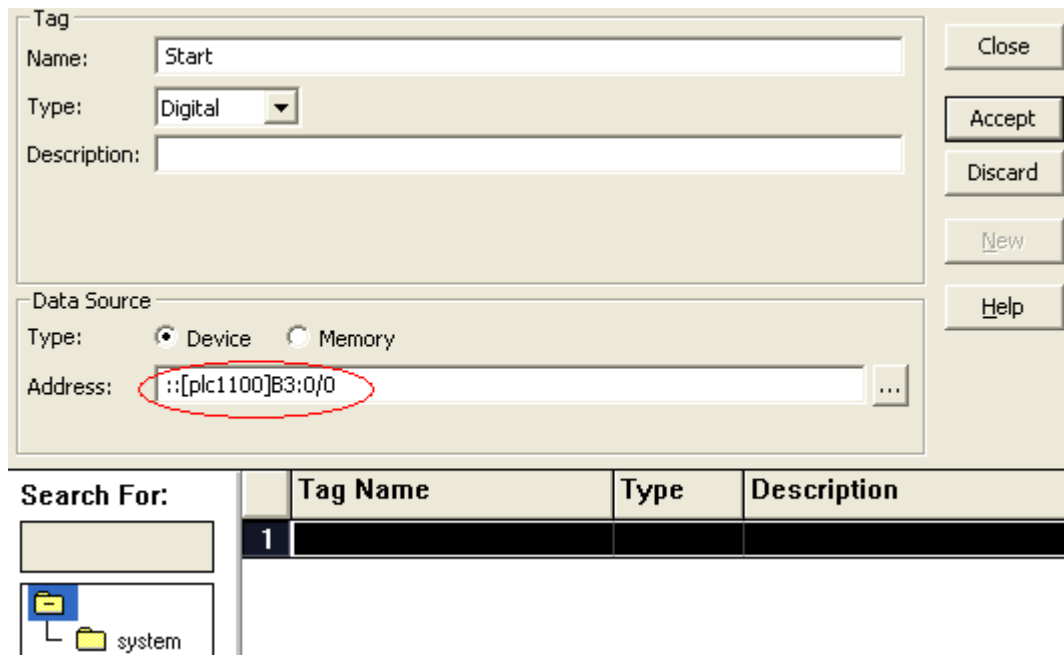 Tag
Name: Start
Type: Digital
Description:
Close
Accept
Discard
New
Help
Data Source
Type: Device Memory
Address: ::[plc1100]B3:0/0 ...
Search For:
Tag Name Type Description
1
system